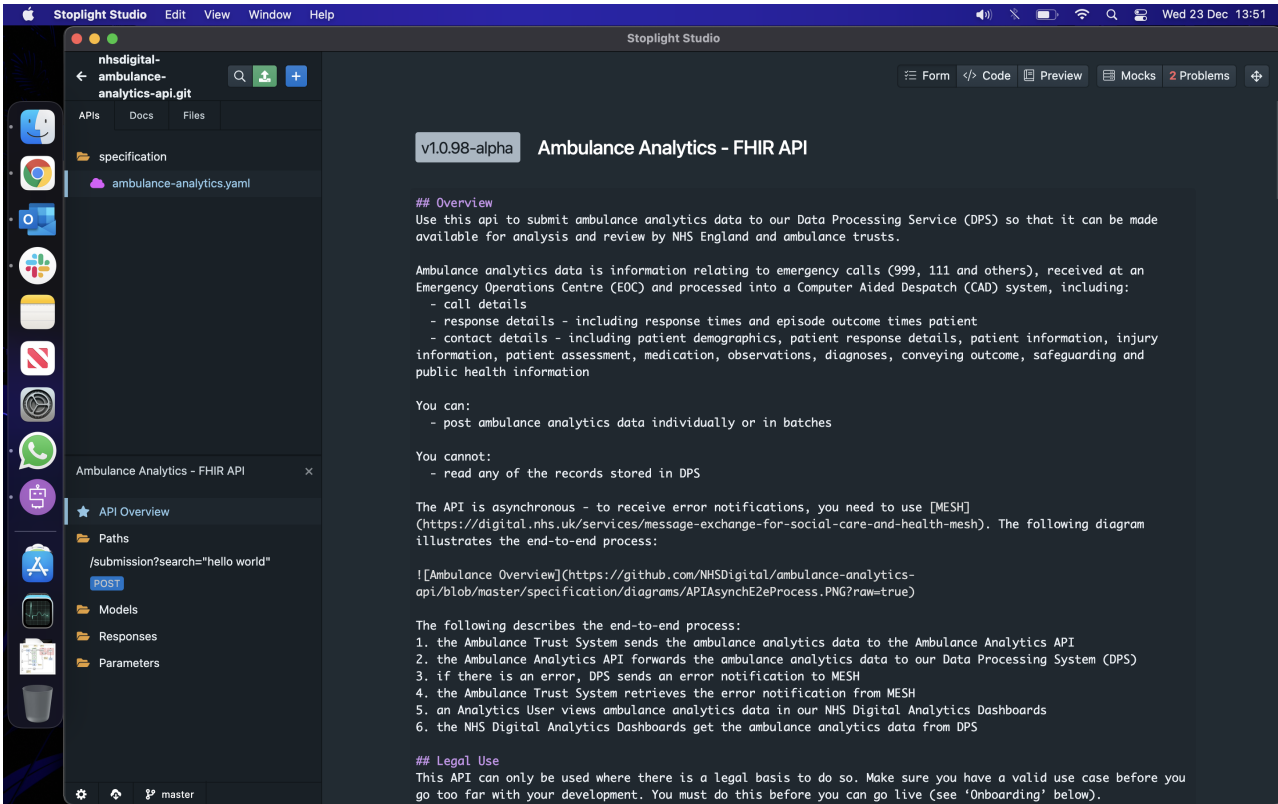 Stoplight Studio Edit View Window Help Wed 23 Dec 13:51
Stoplight Studio
nhsdigital-
ambulance-
analytics-api.git
Form </> Code Preview Mocks 2 Problems
APIs Docs Files
specification
ambulance-analytics.yaml
v1.0.98-alpha Ambulance Analytics - FHIR API
## Overview
Use this api to submit ambulance analytics data to our Data Processing Service (DPS) so that it can be made
available for analysis and review by NHS England and ambulance trusts.
Ambulance analytics data is information relating to emergency calls (999, 111 and others), received at an
Emergency Operations Centre (EOC) and processed into a Computer Aided Despatch (CAD) system, including:
- call details
- response details - including response times and episode outcome times patient
- contact details - including patient demographics, patient response details, patient information, injury
information, patient assessment, medication, observations, diagnoses, conveying outcome, safeguarding and
public health information
You can:
- post ambulance analytics data individually or in batches
You cannot:
- read any of the records stored in DPS
The API is asynchronous - to receive error notifications, you need to use [MESH]
(https://digital.nhs.uk/services/message-exchange-for-social-care-and-health-mesh). The following diagram
illustrates the end-to-end process:
![Ambulance Overview](https://github.com/NHSDigital/ambulance-analytics-
api/blob/master/specification/diagrams/APIAsynchE2eProcess.PNG?raw=true)
The following describes the end-to-end process:
1. the Ambulance Trust System sends the ambulance analytics data to the Ambulance Analytics API
2. the Ambulance Analytics API forwards the ambulance analytics data to our Data Processing System (DPS)
3. if there is an error, DPS sends an error notification to MESH
4. the Ambulance Trust System retrieves the error notification from MESH
5. an Analytics User views ambulance analytics data in our NHS Digital Analytics Dashboards
6. the NHS Digital Analytics Dashboards get the ambulance analytics data from DPS
## Legal Use
This API can only be used where there is a legal basis to do so. Make sure you have a valid use case before you
go too far with your development. You must do this before you can go live (see ‘Onboarding’ below).
Ambulance Analytics - FHIR API
API Overview
Paths
/submission?search="hello world"
POST
Models
Responses
Parameters
master